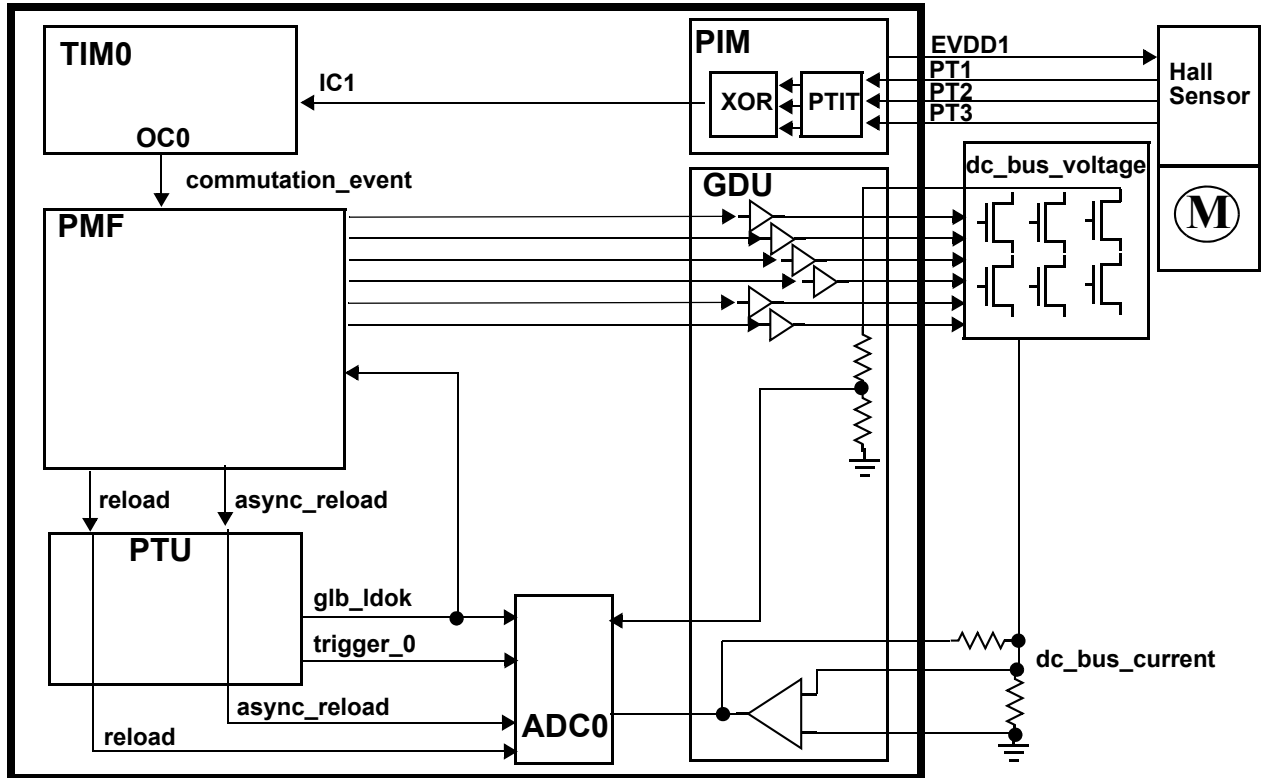 TIM0
PIM
EVDD1
PT1
PT2
PT3
IC1
XOR
PTIT
Hall
Sensor
OC0
commutation_event
GDU
dc_bus_voltage
M
PMF
reload
async_reload
PTU
glb_ldok
trigger_0
dc_bus_current
async_reload
ADC0
reload